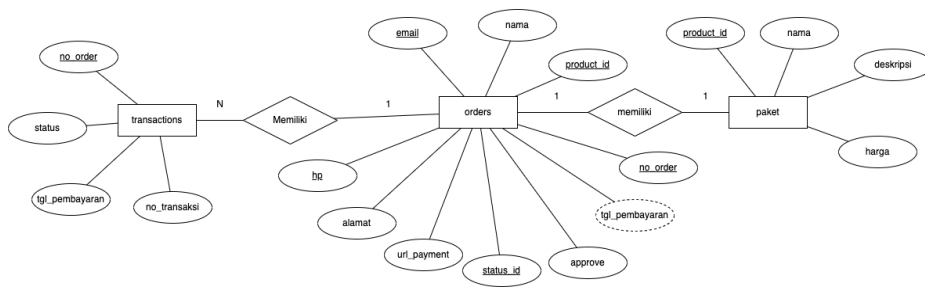 email
nama
product_id
nama
no_order
product_id
deskripsi
N
1
1
1
transactions
Memiliki
orders
memiliki
paket
status
harga
hp
no_order
tgl_pembayaran
no_transaksi
alamat
tgl_pembayaran
url_payment
status_id
approve